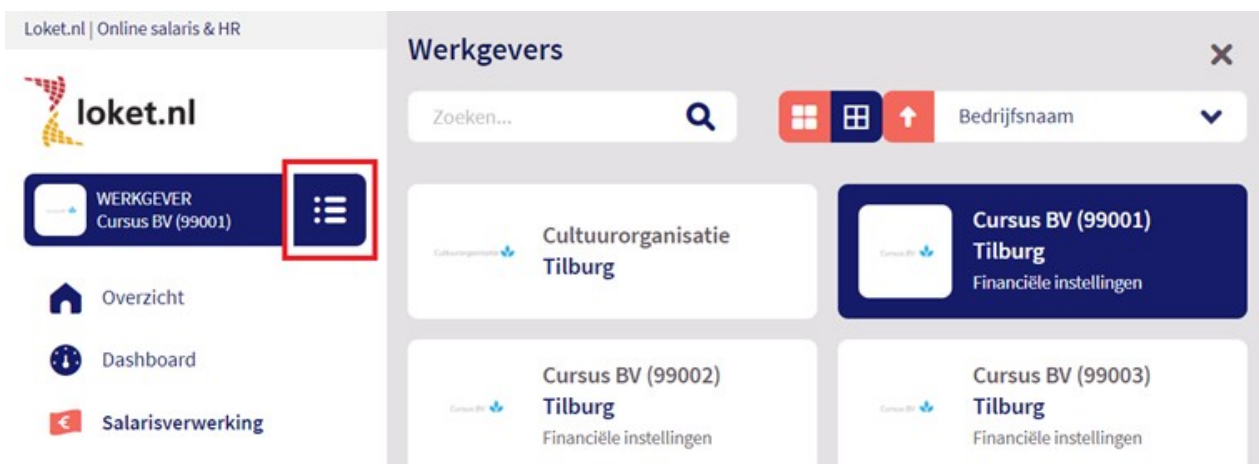 Loket.nl | Online salaris & HR
loket.nl
WERKGEVER
Cursus BV (99001)
Overzicht
Dashboard
€ Salarisverwerking
Werkgevers
Zoeken...
Bedrijfsnaam
Cultuurorganisatie
Tilburg
Cursus BV (99001)
Tilburg
Financiële instellingen
Cursus BV (99002)
Tilburg
Financiële instellingen
Cursus BV (99003)
Tilburg
Financiële instellingen